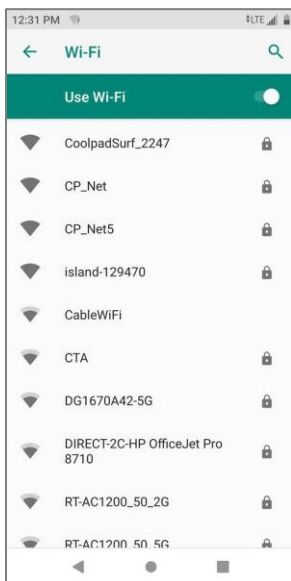 12:31 PM LTE
Wi-Fi
Use Wi-Fi
CoolpadSurf_2247
CP_Net
CP_Net5
island-129470
CableWiFi
CTA
DG1670A42-5G
DIRECT-2C-HP OfficeJet Pro
8710
RT-AC1200_50_2G
RT-AC1200_50_5G